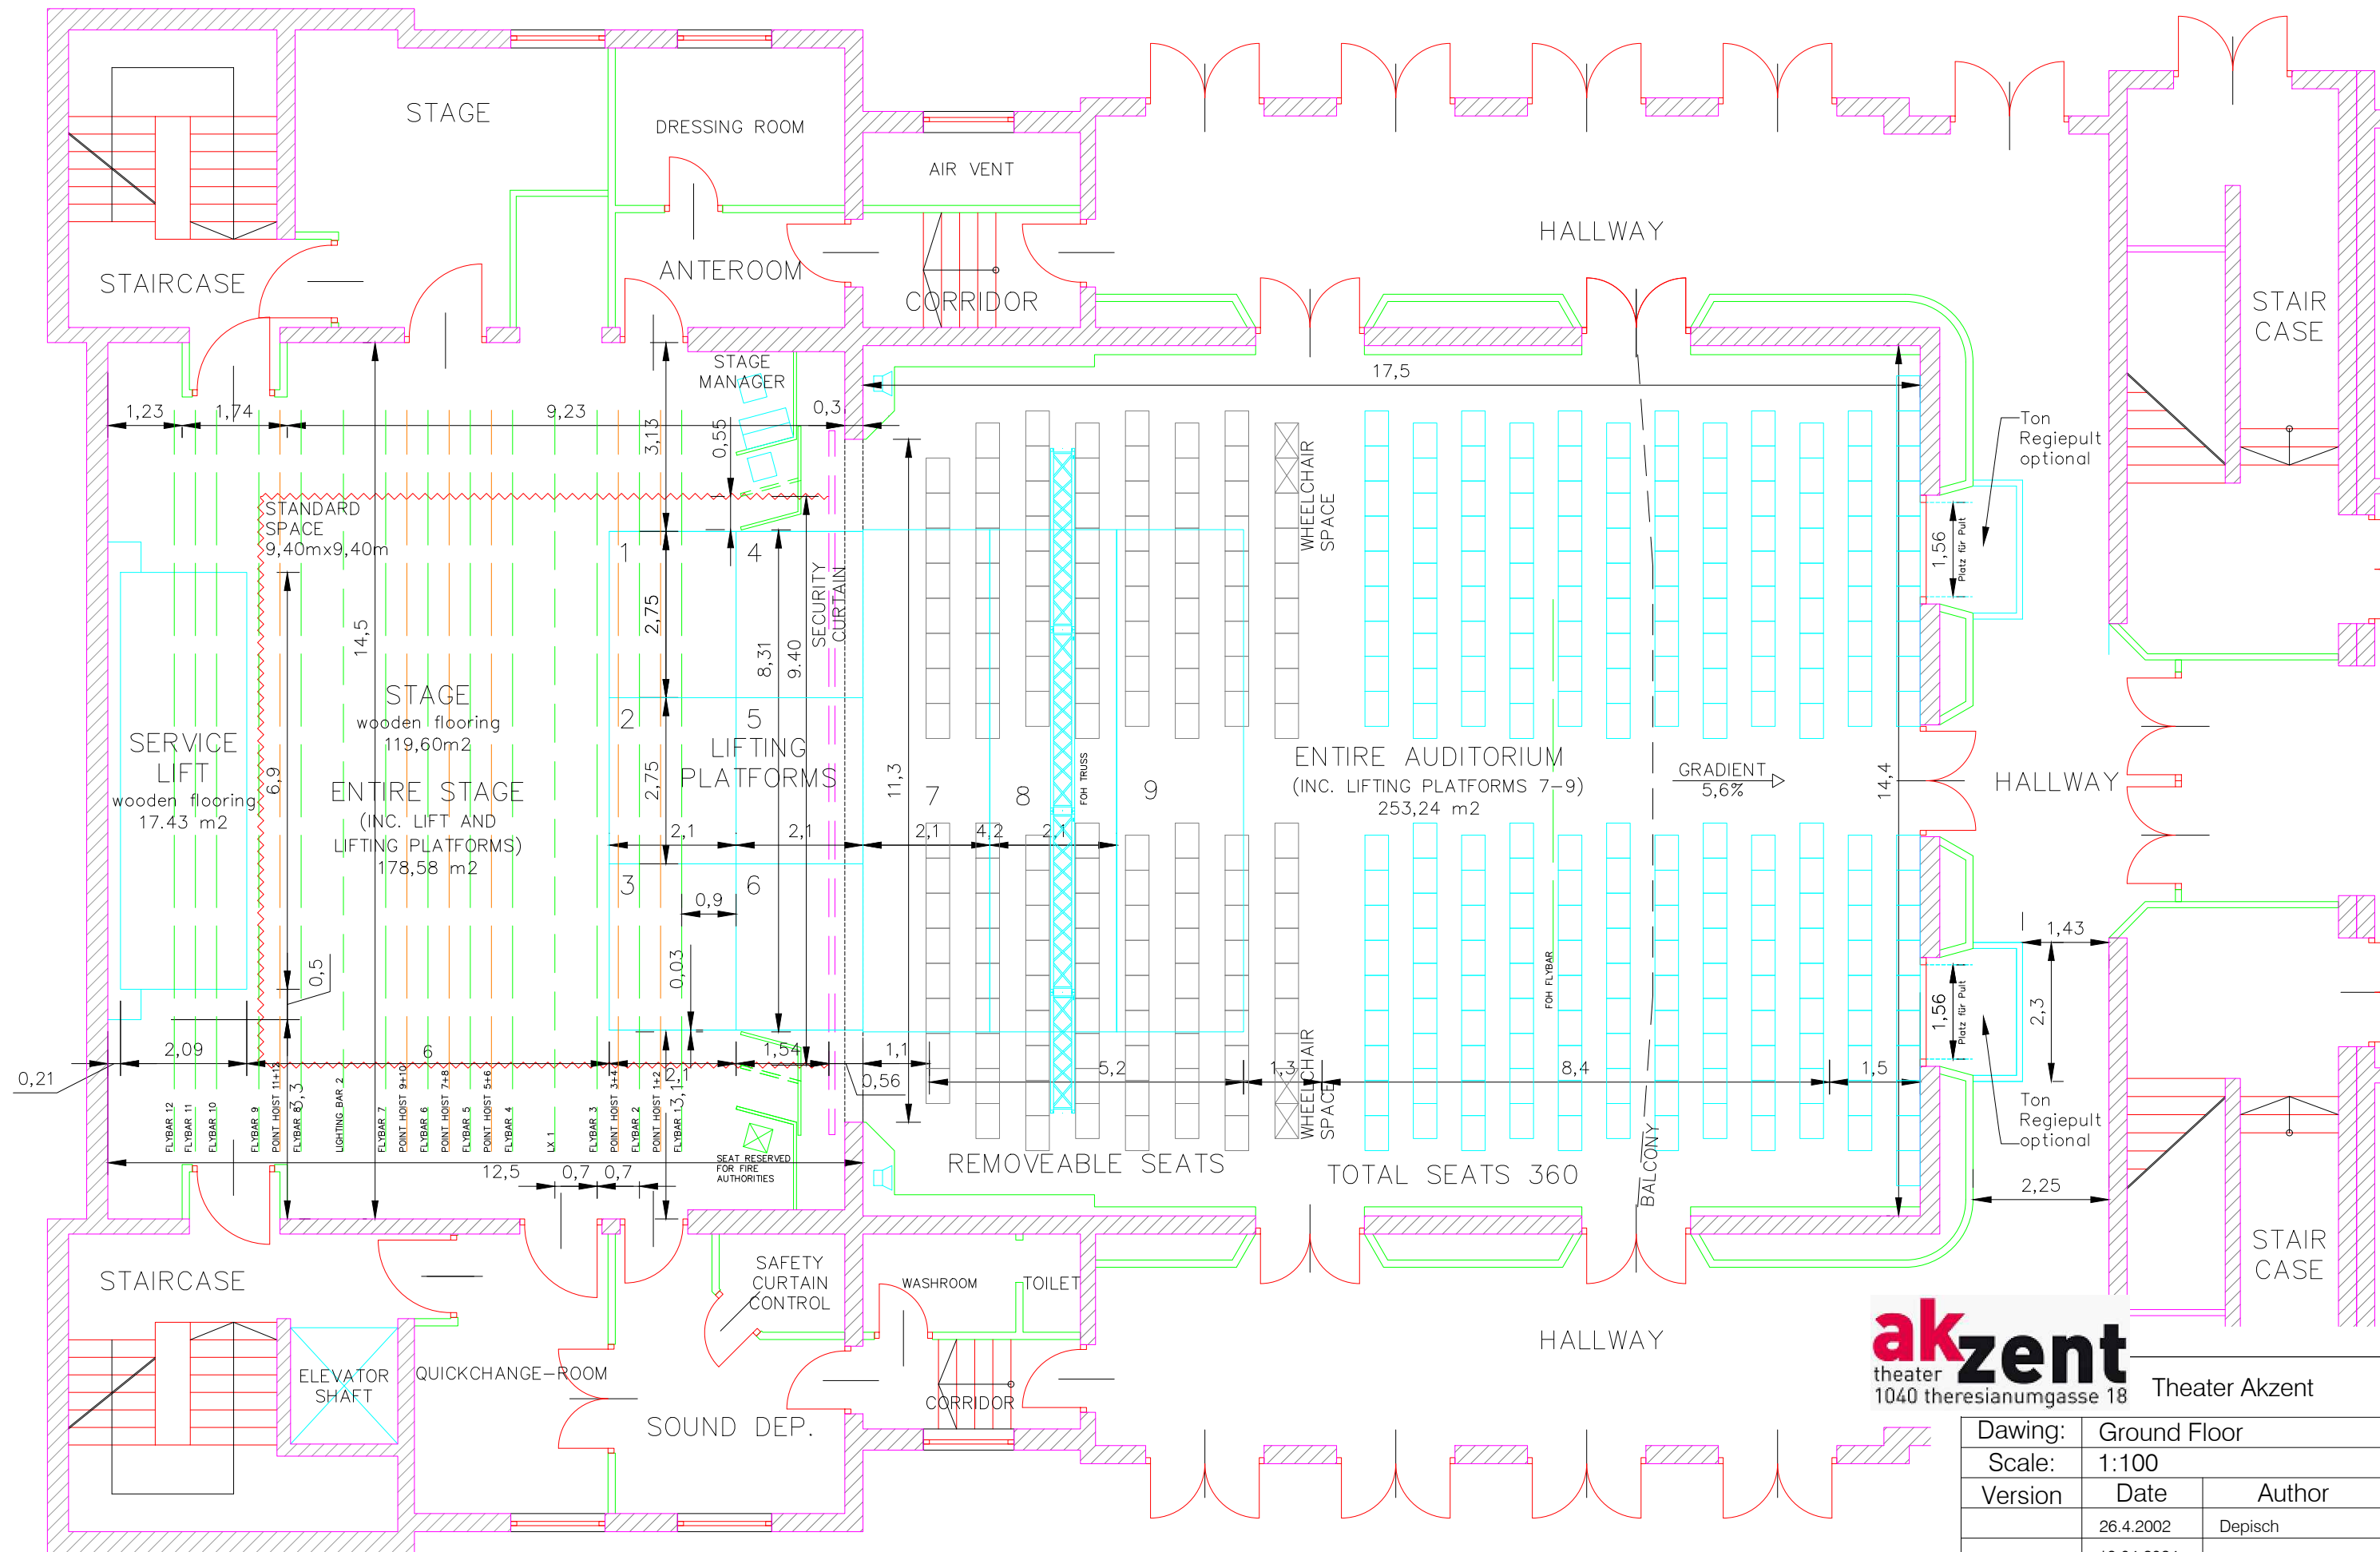 STAGE
DRESSING ROOM
AIR VENT
HALLWAY
STAIRCASE
ANTEROOM
CORRIDOR
STAIR
CASE
STAGE
MANAGER
17,5
1,23
1,74
9,23
3,13
0,55
0,3
WHEELCHAIR
SPACE
Ton
Regiepult
optional
STANDARD
SPACE
9,40mx9,40m
1
4
SECURITY
CURTAIN
1,56
Platz für Pult
14,5
2,75
8,31
9.40
STAGE
wooden flooring
119,60m2
2
5
SERVICE
LIFT
wooden flooring
17.43 m2
6,9
LIFTING
PLATFORMS
ENTIRE STAGE
(INC. LIFT AND
LIFTING PLATFORMS)
178,58 m2
2,75
11,3
7
8
9
FOH TRUSS
ENTIRE AUDITORIUM
(INC. LIFTING PLATFORMS 7-9)
253,24 m2
GRADIENT
5,6%
14,4
HALLWAY
2,1
2,1
2,1
4,2
2,1
3
6
0,9
0,03
0,5
FOH FLYBAR
1,43
1,56
Platz für Pult
2,3
0,21
2,09
6
2,1
1,54
1,1
0,56
5,2
1,3
8,4
1,5
WHEELCHAIR
SPACE
Ton
Regiepult
optional
3,3
3,1
FLYBAR 12
FLYBAR 11
FLYBAR 10
FLYBAR 9
POINT HOIST 11+12
FLYBAR 8
LIGHTING BAR 2
FLYBAR 7
POINT HOIST 9+10
FLYBAR 6
POINT HOIST 7+8
FLYBAR 5
POINT HOIST 5+6
FLYBAR 4
LX 1
FLYBAR 3
POINT HOIST 3+4
FLYBAR 2
POINT HOIST 1+2
FLYBAR 1
SEAT RESERVED
FOR FIRE
AUTHORITIES
12,5
0,7
0,7
REMOVEABLE SEATS
TOTAL SEATS 360
BALCONY
2,25
STAIRCASE
SAFETY
CURTAIN
CONTROL
WASHROOM
TOILET
STAIR
CASE
ELEVATOR
SHAFT
QUICKCHANGE-ROOM
SOUND DEP.
CORRIDOR
HALLWAY
akzent
theater
1040 theresianumgasse 18
Theater Akzent
Dawing:
Ground Floor
Scale:
1:100
Version
Date
Author
26.4.2002
Depisch